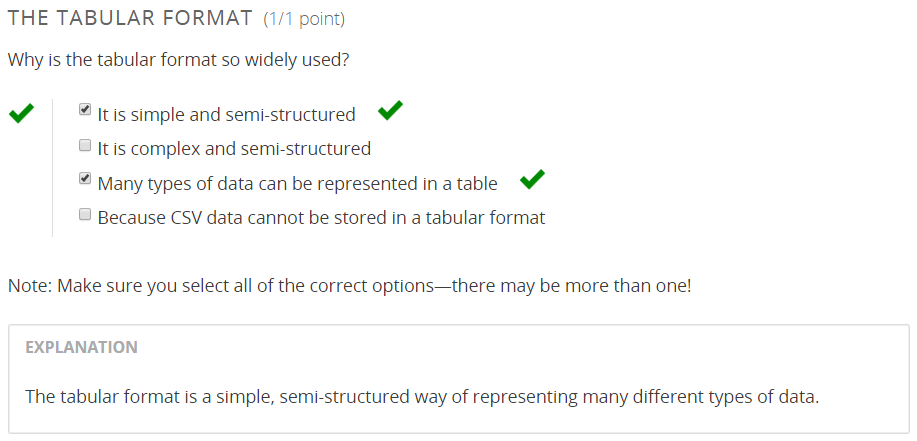 THE TABULAR FORMAT (1/1 point)
Why is the tabular format so widely used?
It is simple and semi-structured
It is complex and semi-structured
Many types of data can be represented in a table
Because CSV data cannot be stored in a tabular format
Note: Make sure you select all of the correct options—there may be more than one!
EXPLANATION
The tabular format is a simple, semi-structured way of representing many different types of data.